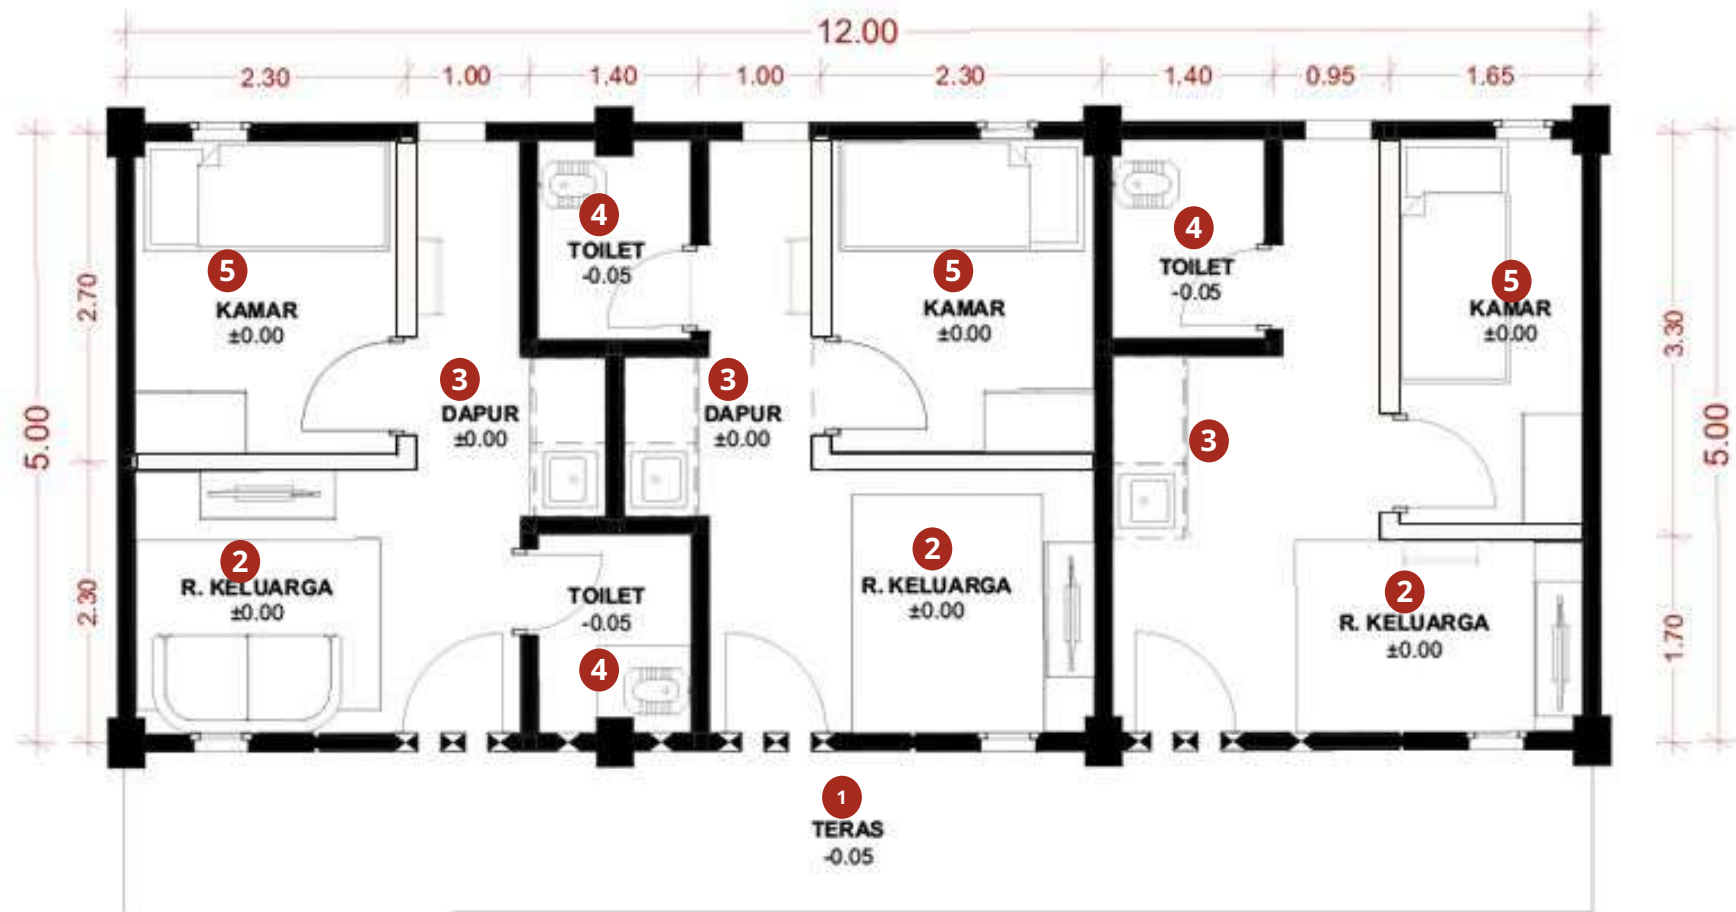 12.00
2.30 1.00 1.40 1.00 2.30 1.40 0.95 1.65
5.00
2.70
2.30
3.30
1.70
5.00
5
KAMAR
±0.00
4
TOILET
-0.05
5
KAMAR
±0.00
4
TOILET
-0.05
5
KAMAR
±0.00
3
DAPUR
±0.00
3
DAPUR
±0.00
3
2
R. KELUARGA
±0.00
TOILET
-0.05
4
2
R. KELUARGA
±0.00
2
R. KELUARGA
±0.00
1
TERAS
-0.05